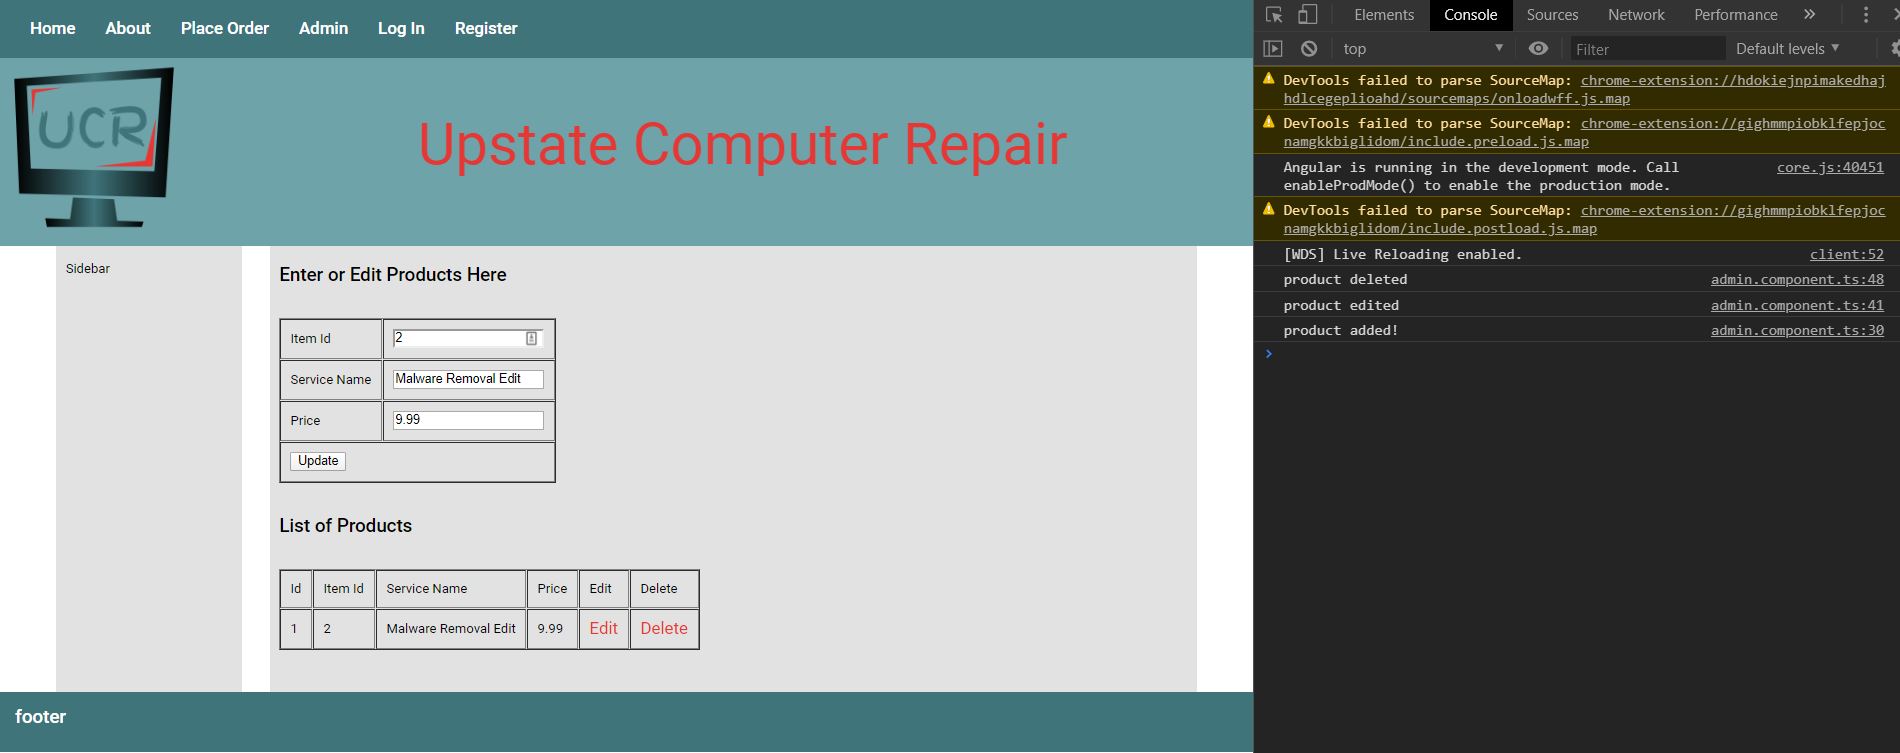 Home About Place Order Admin Log In Register
UCR
Upstate Computer Repair
Sidebar
Enter or Edit Products Here
Item Id 2
Service Name Malware Removal Edit
Price 9.99
Update
List of Products
Id Item Id Service Name Price Edit Delete
1 2 Malware Removal Edit 9.99 Edit Delete
footer
Elements Console Sources Network Performance »
top Filter Default levels
DevTools failed to parse SourceMap: chrome-extension://hdokiejnpimakedhaj
hdlcegeplioahd/sourcemaps/onloadwff.js.map
DevTools failed to parse SourceMap: chrome-extension://gighmmpiobklfepjoc
namgkkbiglidom/include.preload.js.map
Angular is running in the development mode. Call core.js:40451
enableProdMode() to enable the production mode.
DevTools failed to parse SourceMap: chrome-extension://gighmmpiobklfepjoc
namgkkbiglidom/include.postload.js.map
[WDS] Live Reloading enabled. client:52
product deleted admin.component.ts:48
product edited admin.component.ts:41
product added! admin.component.ts:30